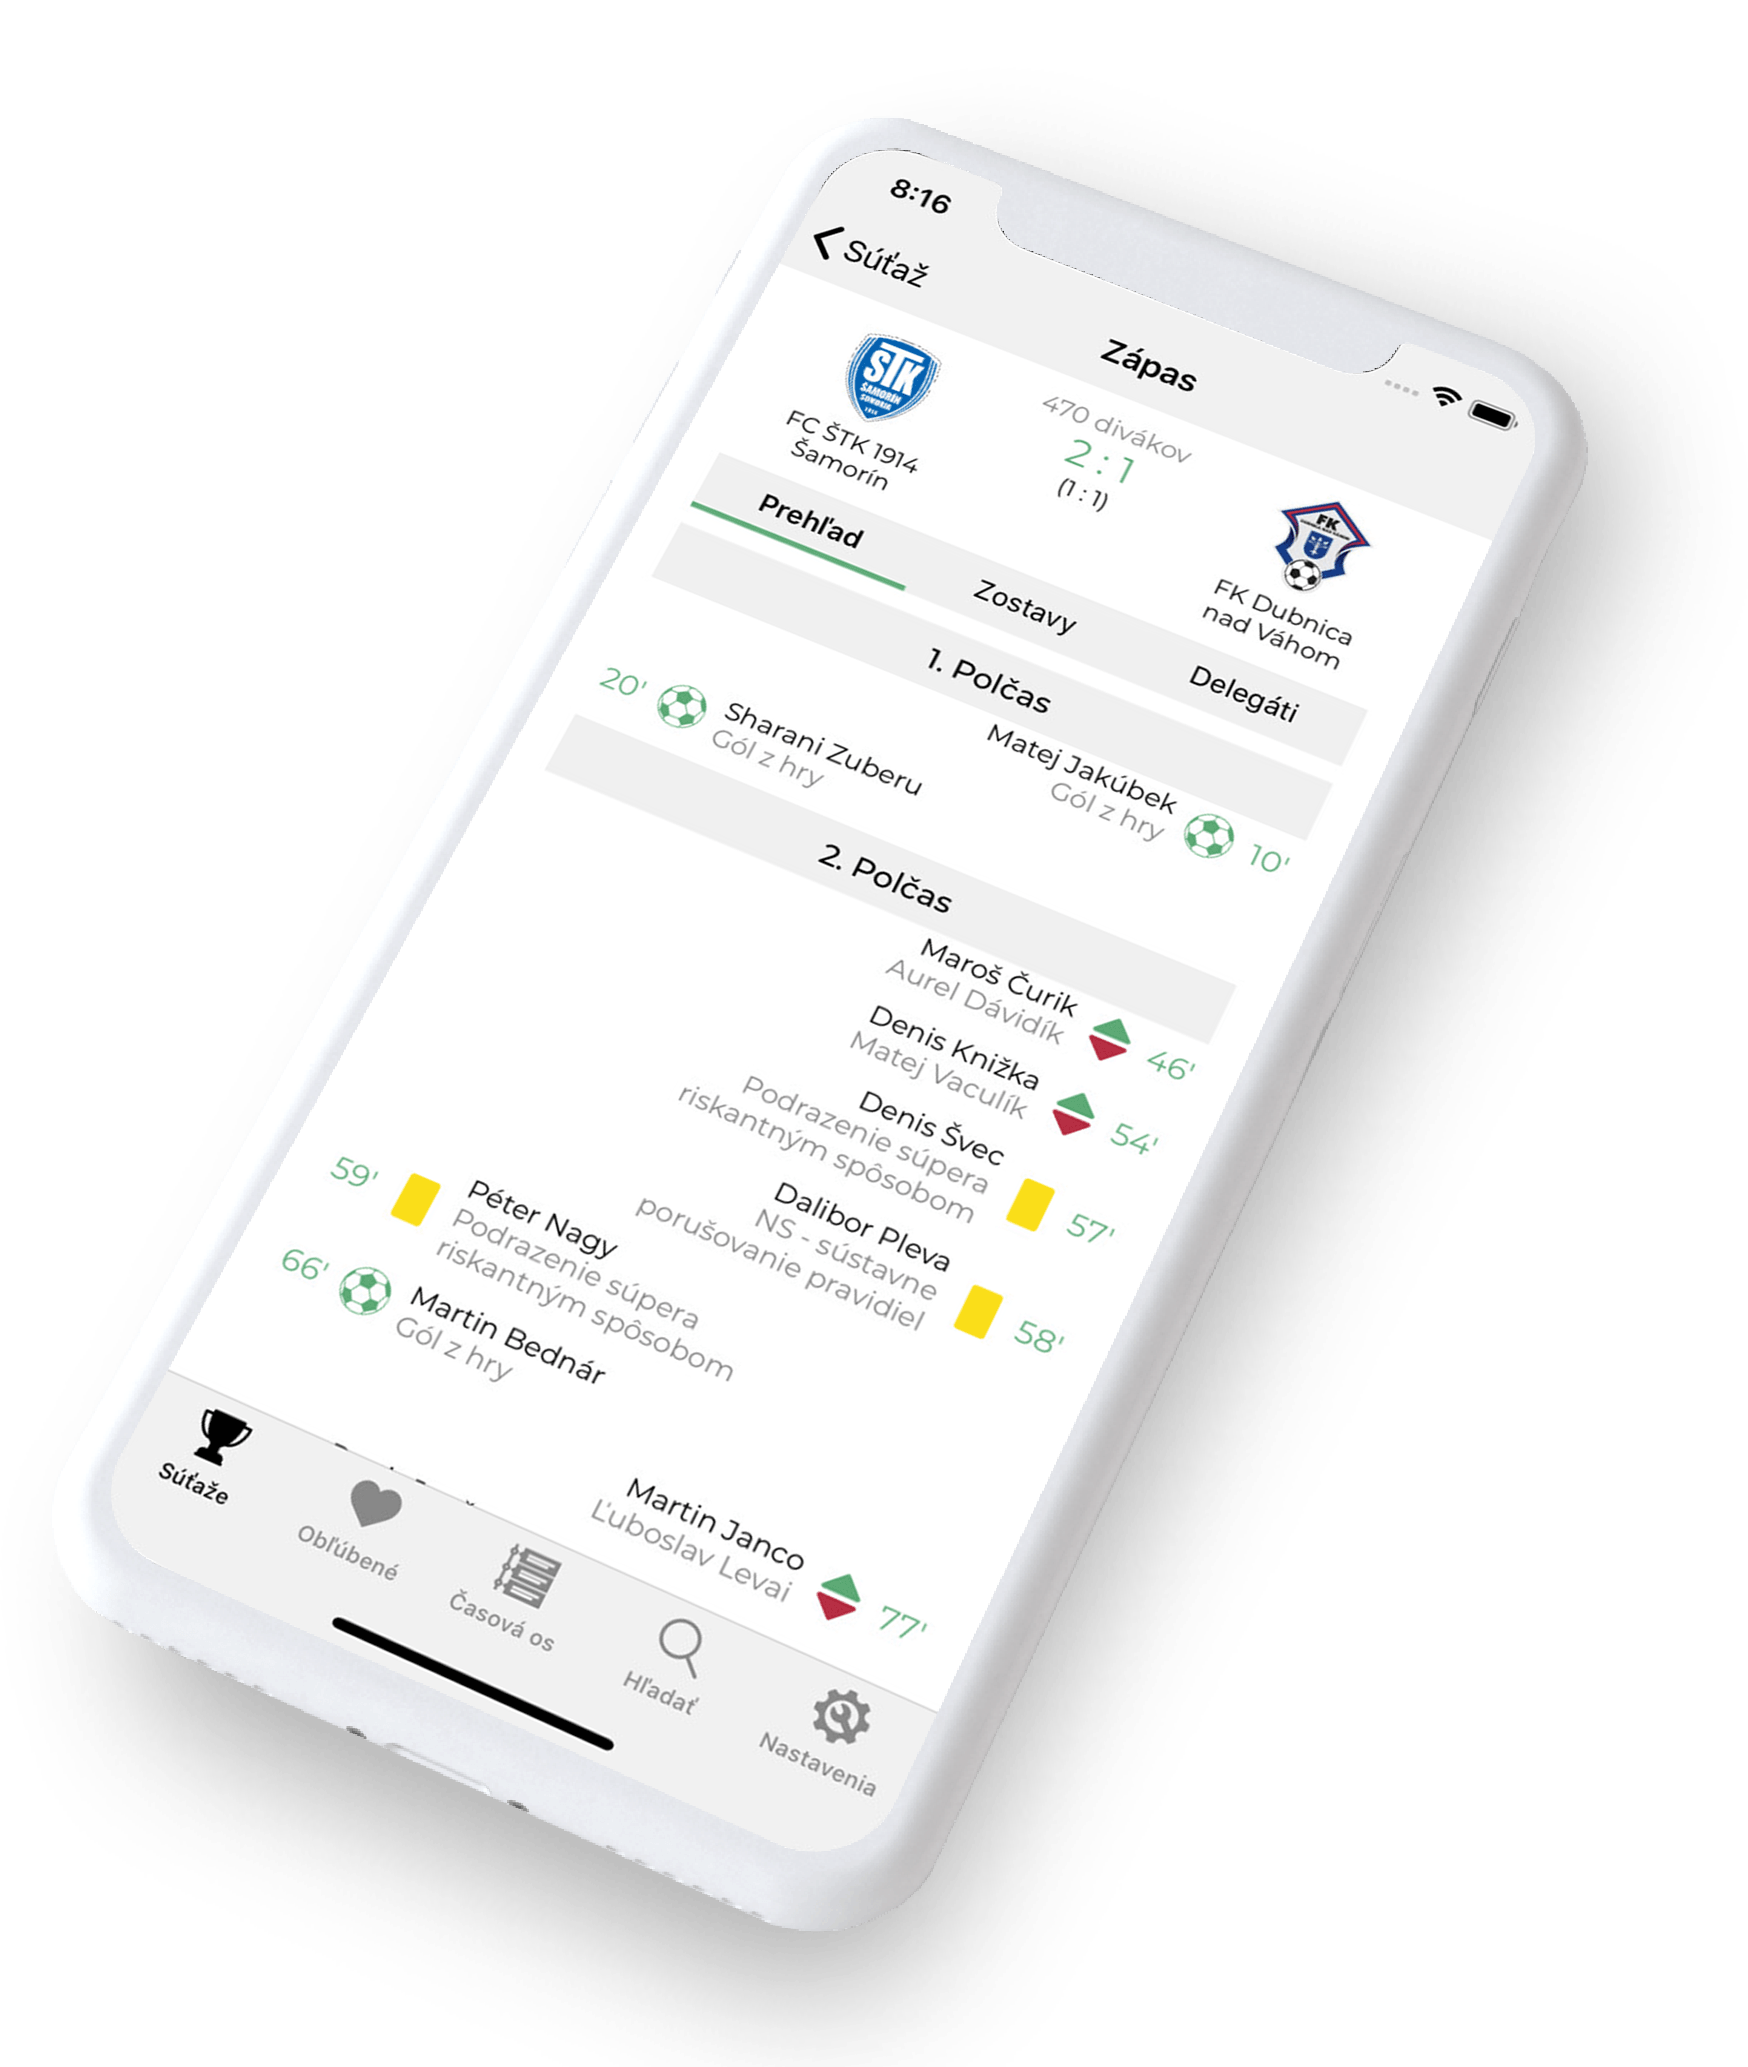 8:16
Súťaž
Zápas
STK
ŠAMORÍN
1914
FC ŠTK 1914
Šamorín
470 divákov
2 : 1
(1 : 1)
FK
FK Dubnica
nad Váhom
Prehľad
Zostavy
Delegáti
1. Polčas
Matej Jakúbek
Gól z hry
10'
20'
Sharani Zuberu
Gól z hry
2. Polčas
Maroš Čurik
Aurel Dávidík
46'
Denis Knižka
Matej Vaculík
54'
Denis Švec
Podrazenie súpera
riskantným spôsobom
57'
Dalibor Pleva
NS - sústavne
porušovanie pravidiel
58'
59'
Péter Nagy
Podrazenie súpera
riskantným spôsobom
66'
Martin Bednár
Gól z hry
Martin Janco
Ľuboslav Levai
77'
Súťaže
Obľúbené
Časová os
Hľadať
Nastavenia